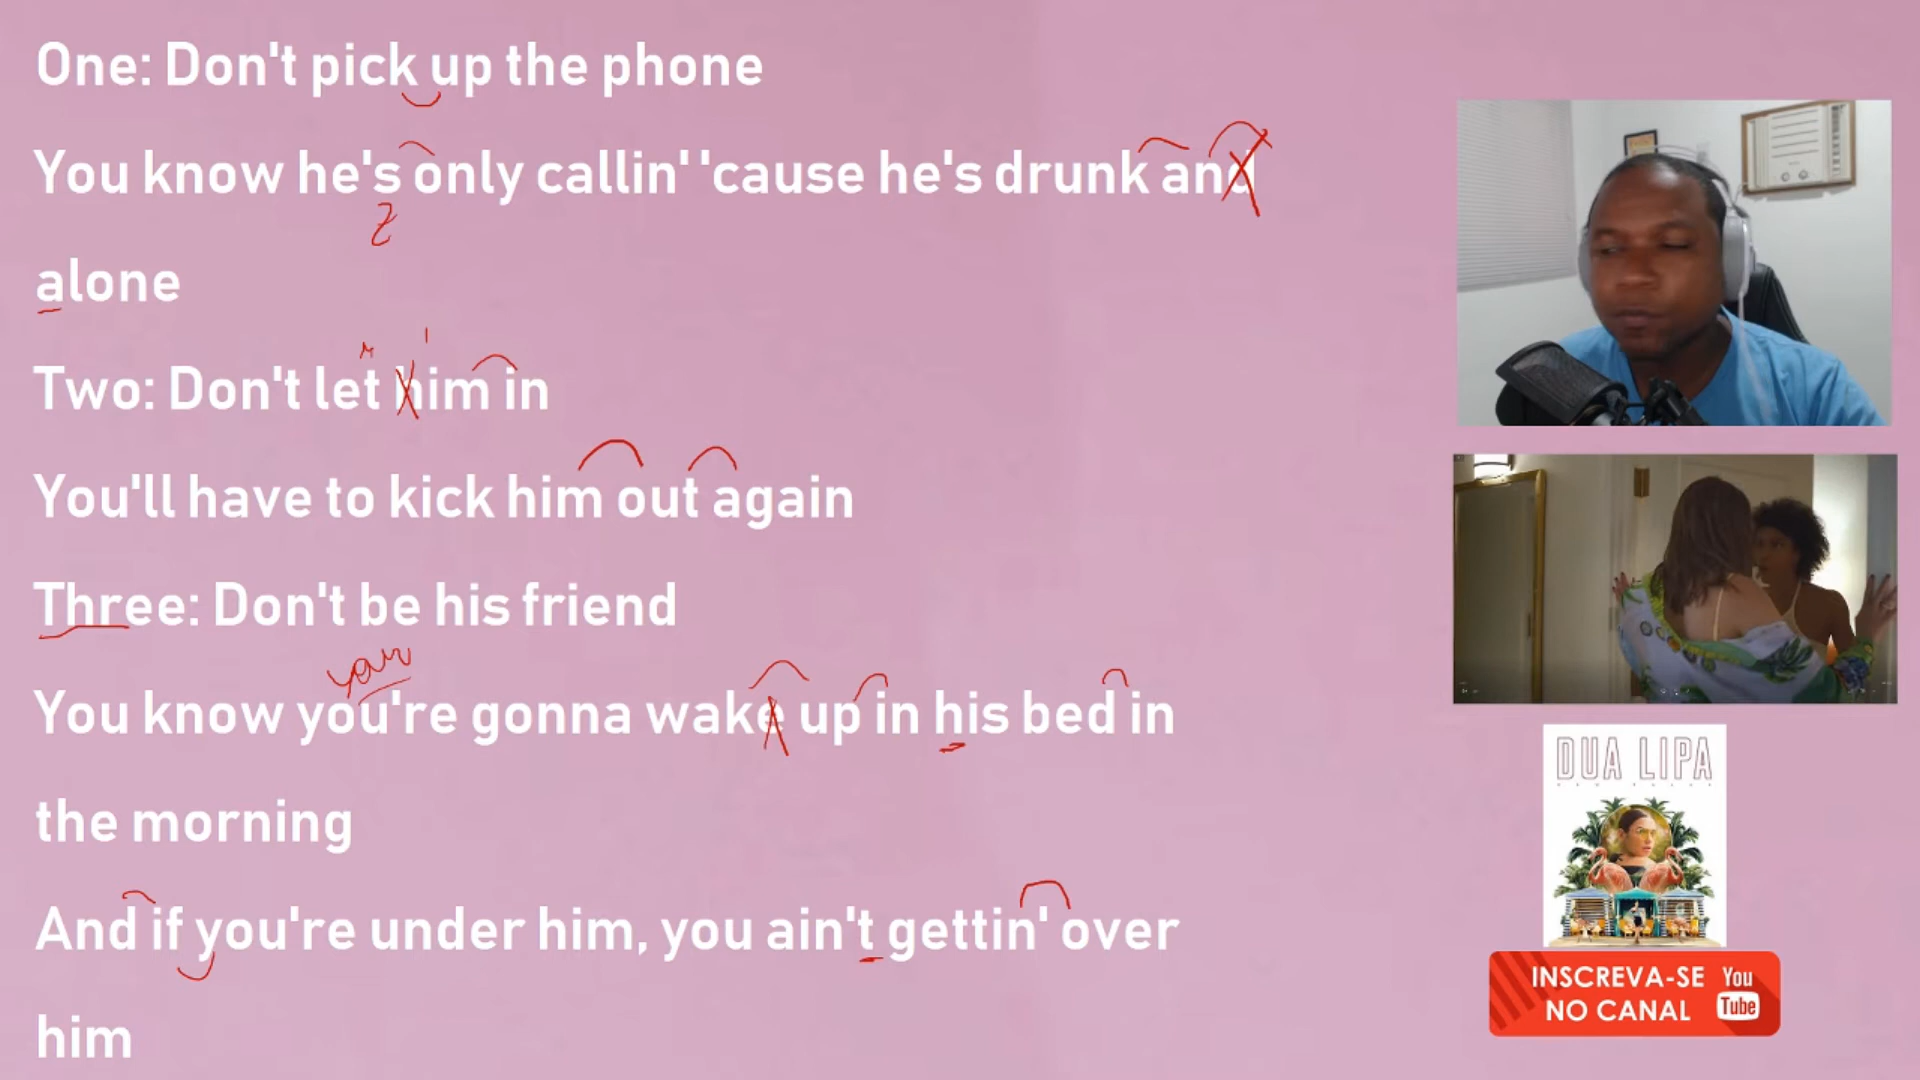 One: Don't pick up the phone
You know he's only callin' 'cause he's drunk and
z
alone
r i
Two: Don't let him in
You'll have to kick him out again
Three: Don't be his friend
your
You know you're gonna wake up in his bed in
the morning
And if you're under him, you ain't gettin' over
him
DUA LIPA
INSCREVA-SE
NO CANAL
You
Tube